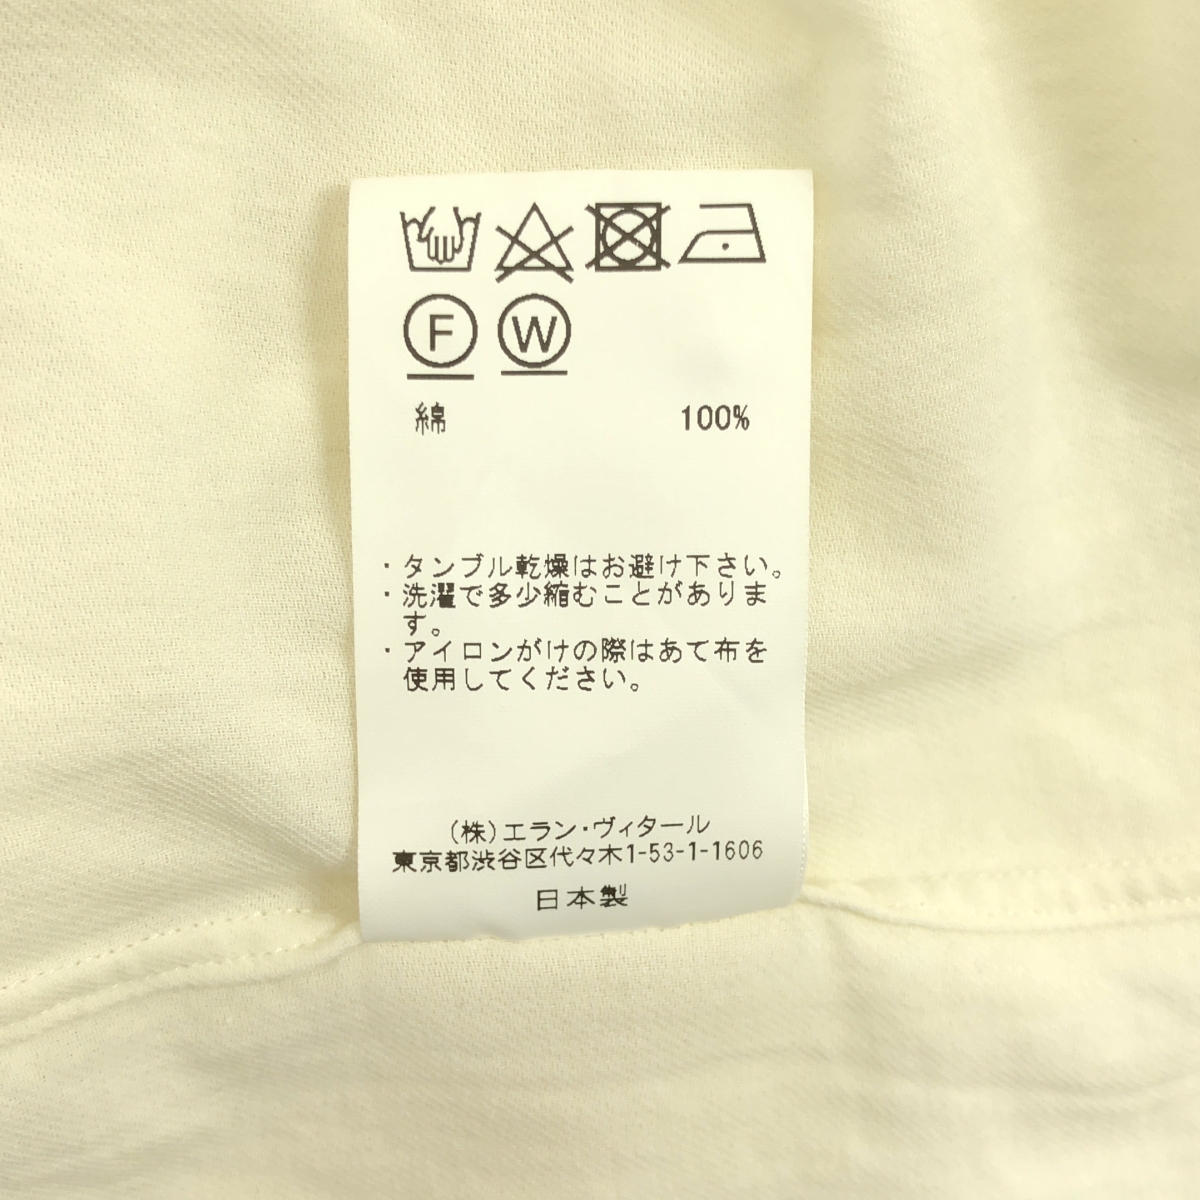 F W
綿 100%
・タンブル乾燥はお避け下さい。
・洗濯で多少縮むことがありま
す。
・アイロンがけの際はあて布を
使用してください。
(株)エラン・ヴィタール
東京都渋谷区代々木1-53-1-1606
日本製